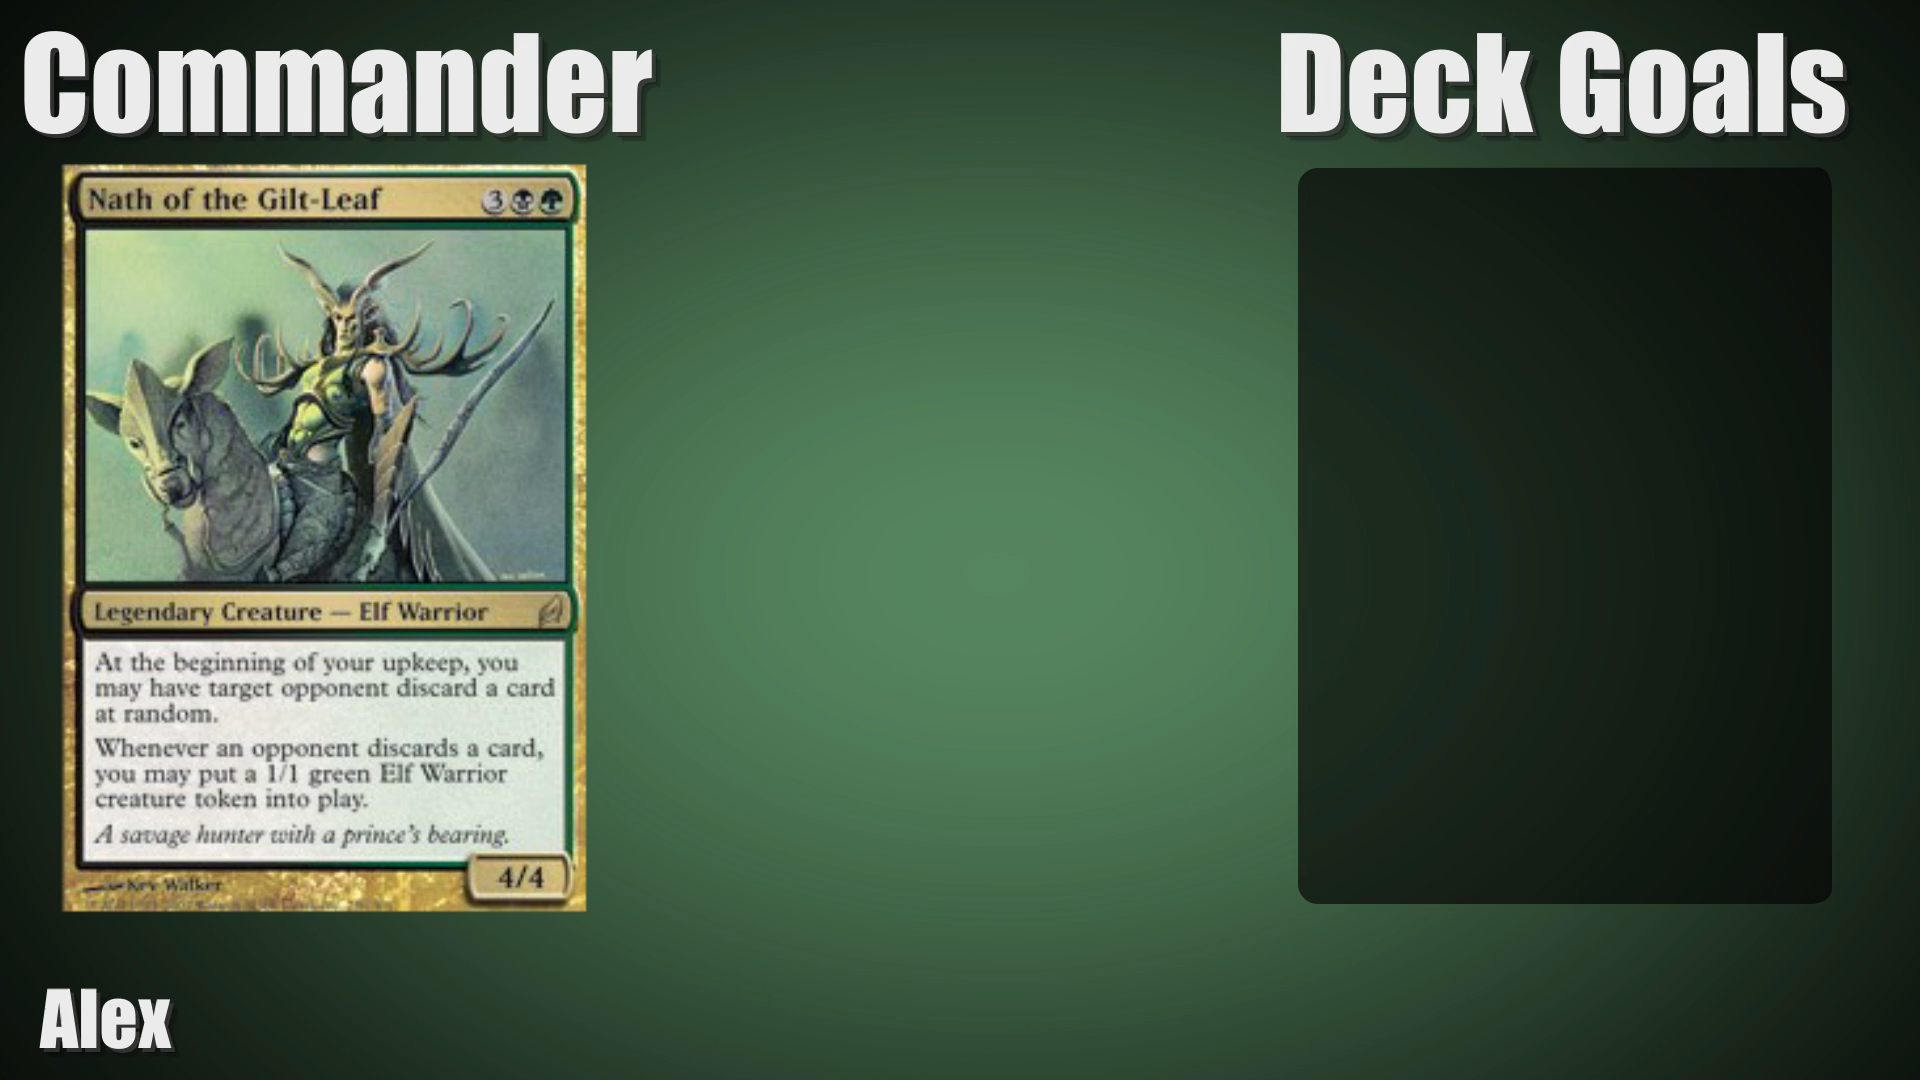 Commander
Deck Goals
Nath of the Gilt-Leaf
3
Legendary Creature — Elf Warrior
At the beginning of your upkeep, you
may have target opponent discard a card
at random.
Whenever an opponent discards a card,
you may put a 1/1 green Elf Warrior
creature token into play.
A savage hunter with a prince's bearing.
4/4
Kev Walker
Alex